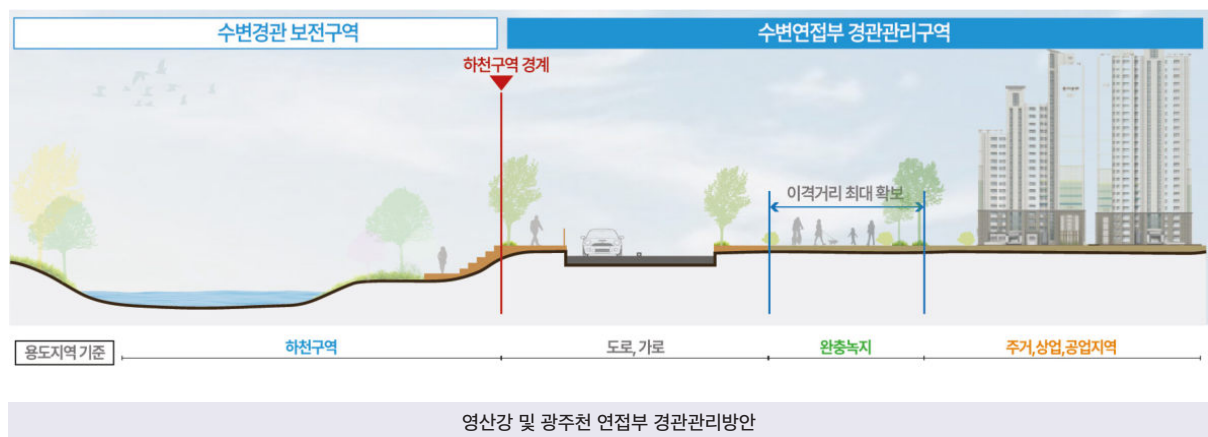 수변경관 보전구역
수변연접부 경관관리구역
하천구역 경계
이격거리 최대 확보
용도지역 기준
하천구역
도로, 가로
완충녹지
주거,상업,공업지역
영산강 및 광주천 연접부 경관관리방안